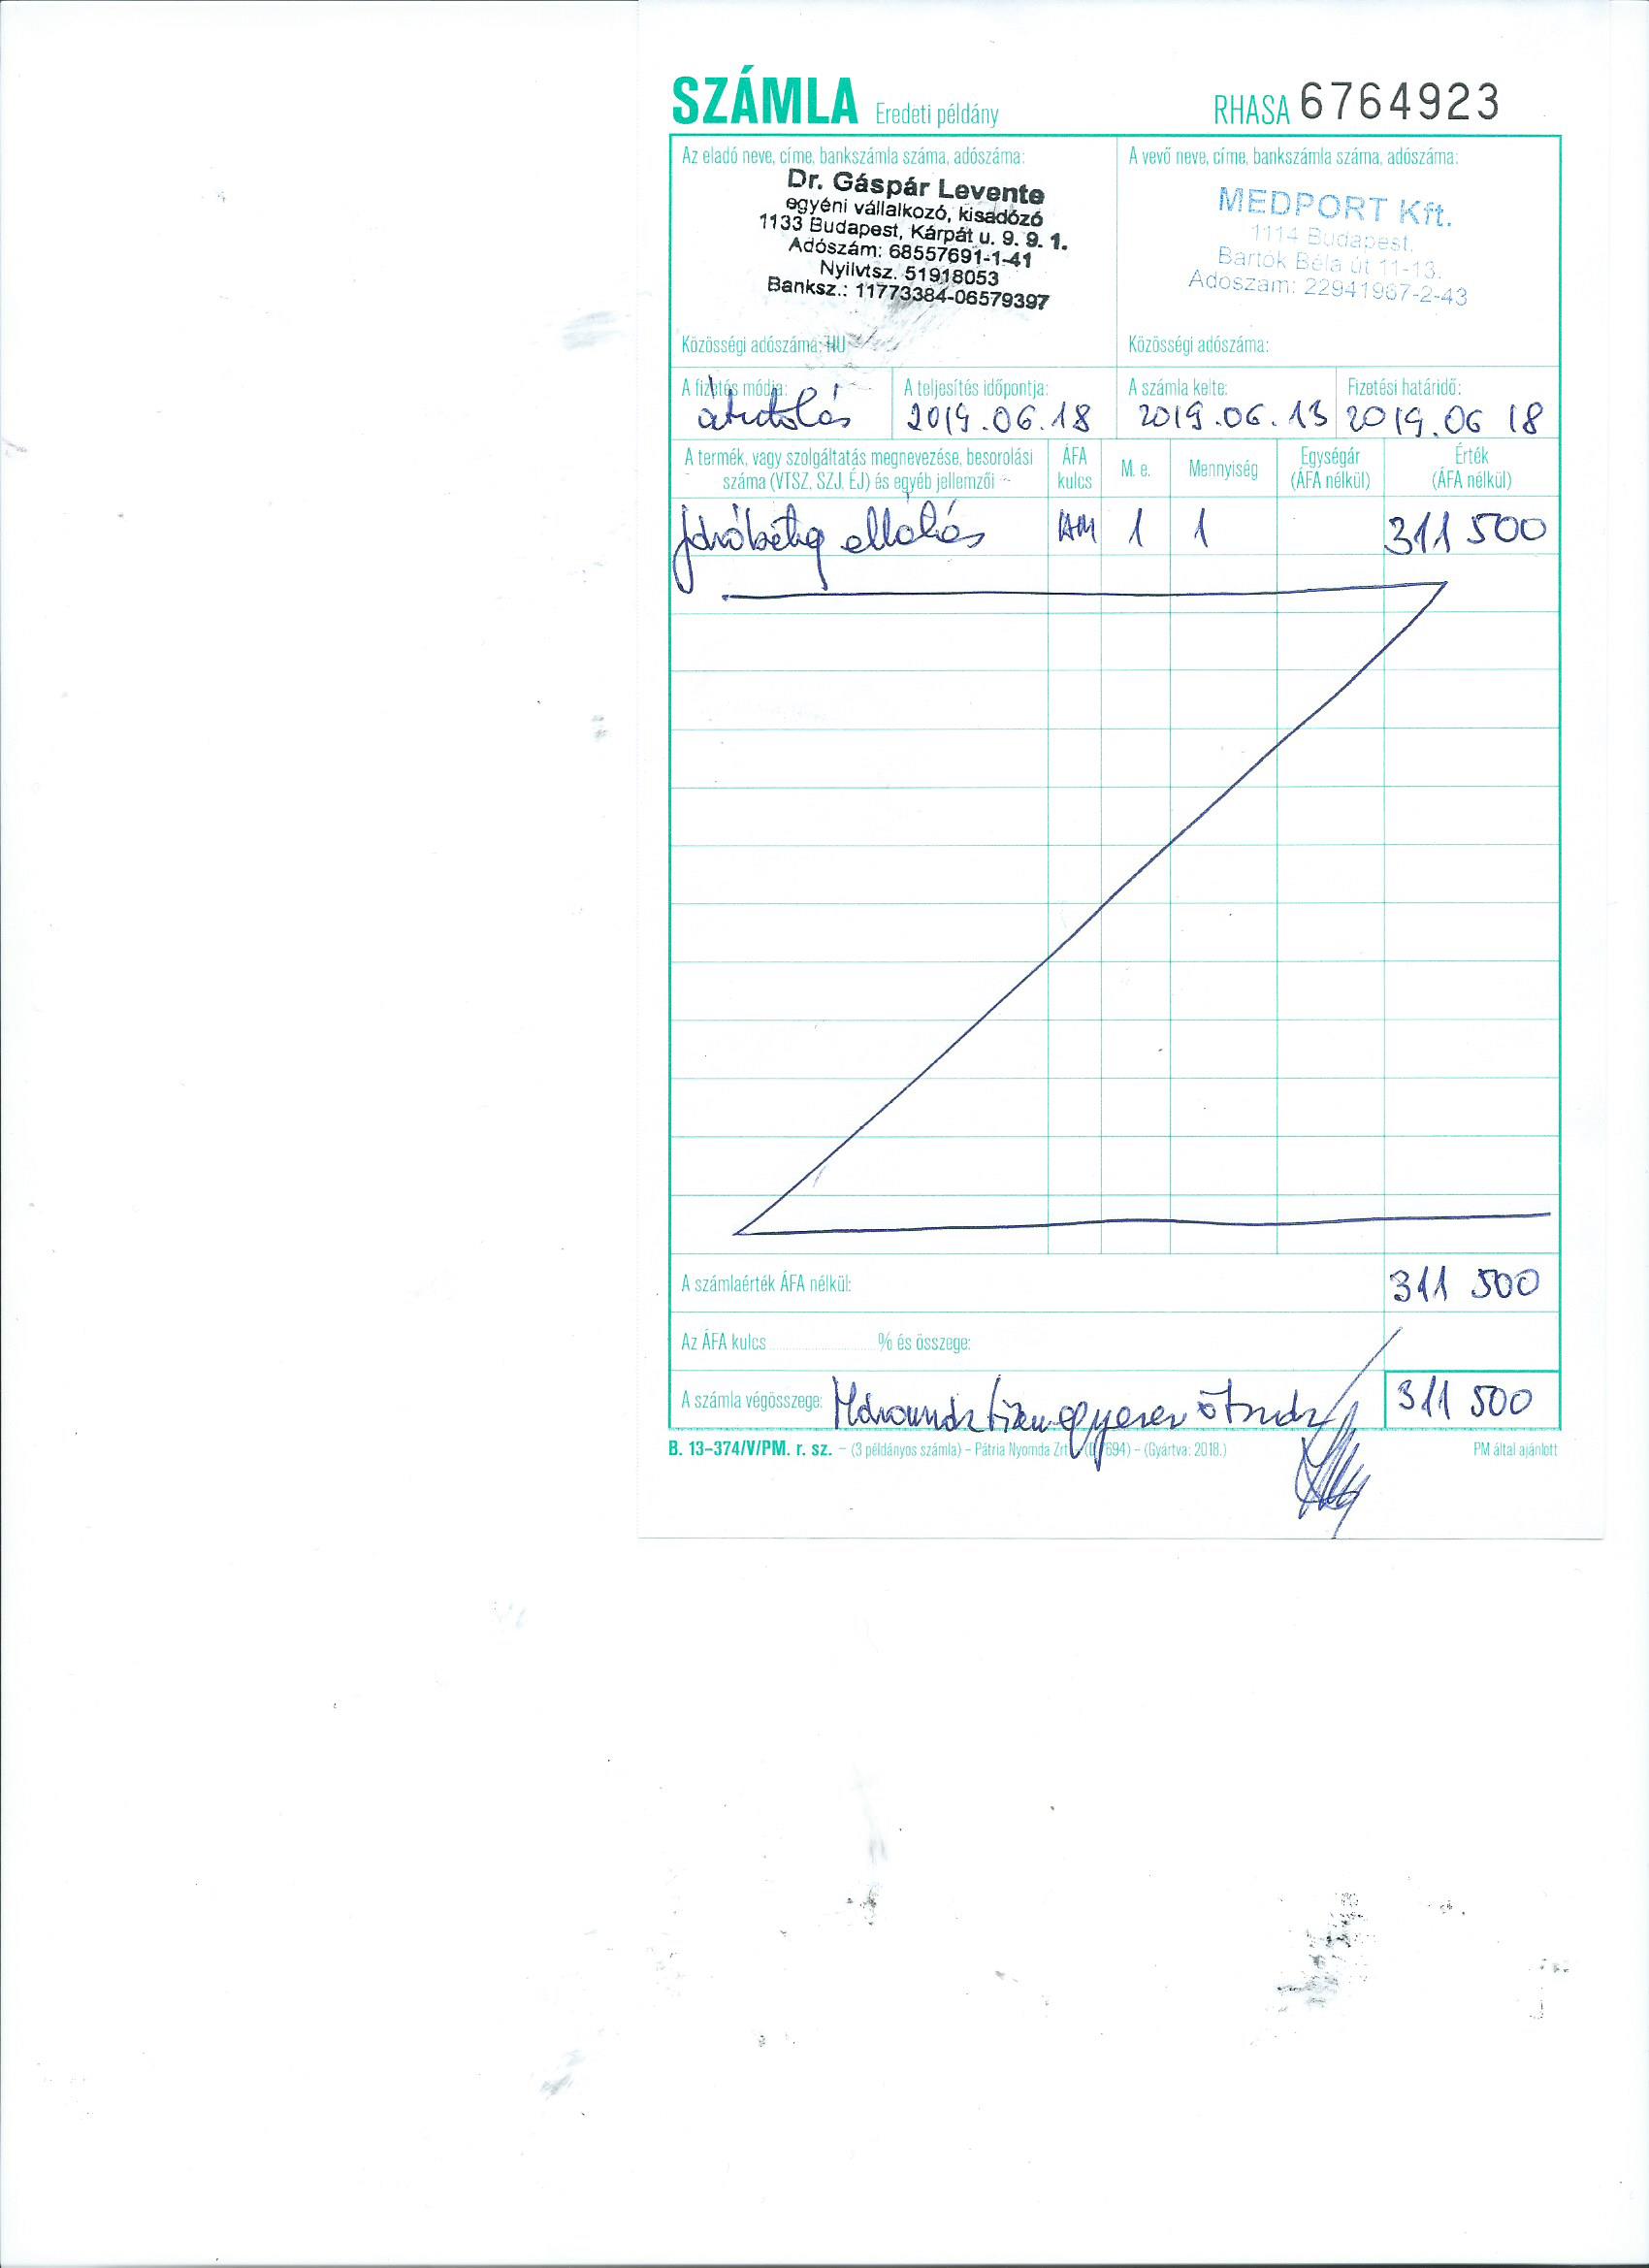 SZÁMLA Eredeti példány RHASA 6764923
Az eladó neve, címe, bankszámla száma, adószáma:
Dr. Gáspár Levente
egyéni vállalkozó, kisadózó
1133 Budapest, Kárpát u. 9. 9. 1.
Adószám: 68557691-1-41
Nyilvtsz. 51918053
Banksz.: 11773384-06579397
Közösségi adószáma: HU
A vevő neve, címe, bankszámla száma, adószáma:
MEDPORT Kft.
1114 Budapest,
Bartók Béla út 11-13.
Adoszam: 22941967-2-43
Közösségi adószáma:
A fizetés módja: A teljesítés időpontja: A számla kelte: Fizetési határidő:
átutalás 2019.06.18 2019.06.13 2019.06 18
A termék, vagy szolgáltatás megnevezése, besorolási ÁFA M. e. Mennyiség Egységár Érték
száma (VTSZ, SZJ, ÉJ) és egyéb jellemzői kulcs (ÁFA nélkül) (ÁFA nélkül)
Járóbeteg ellátás AM 1 1 311 500
A számlaérték ÁFA nélkül: 311 500
Az ÁFA kulcs % és összege:
A számla végösszege: Háromszáztizenegyezer ötszáz 311 500
B. 13–374/V/PM. r. sz. – (3 példányos számla) – Pátria Nyomda Zrt. 694) – (Gyártva: 2018.) PM által ajánlott